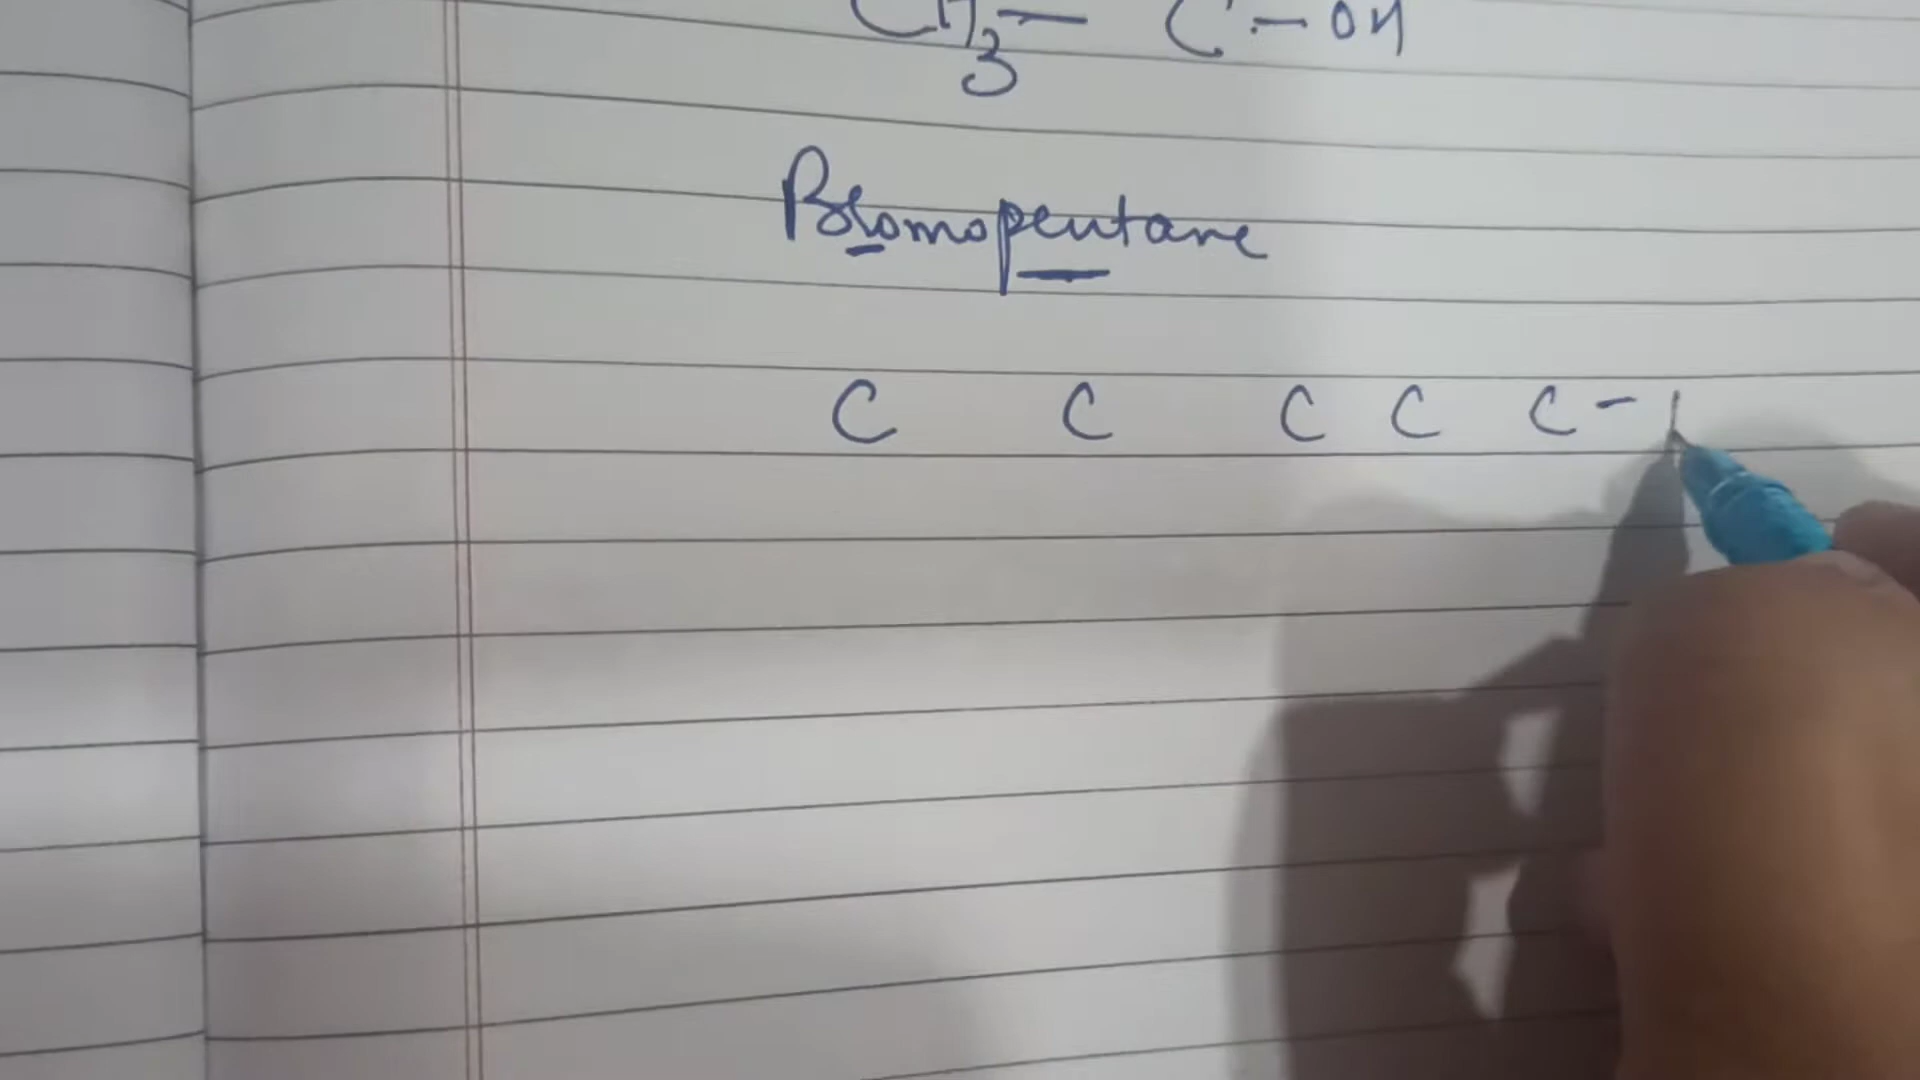 CH3 — C — OH
Bromopentane
C C C C C -